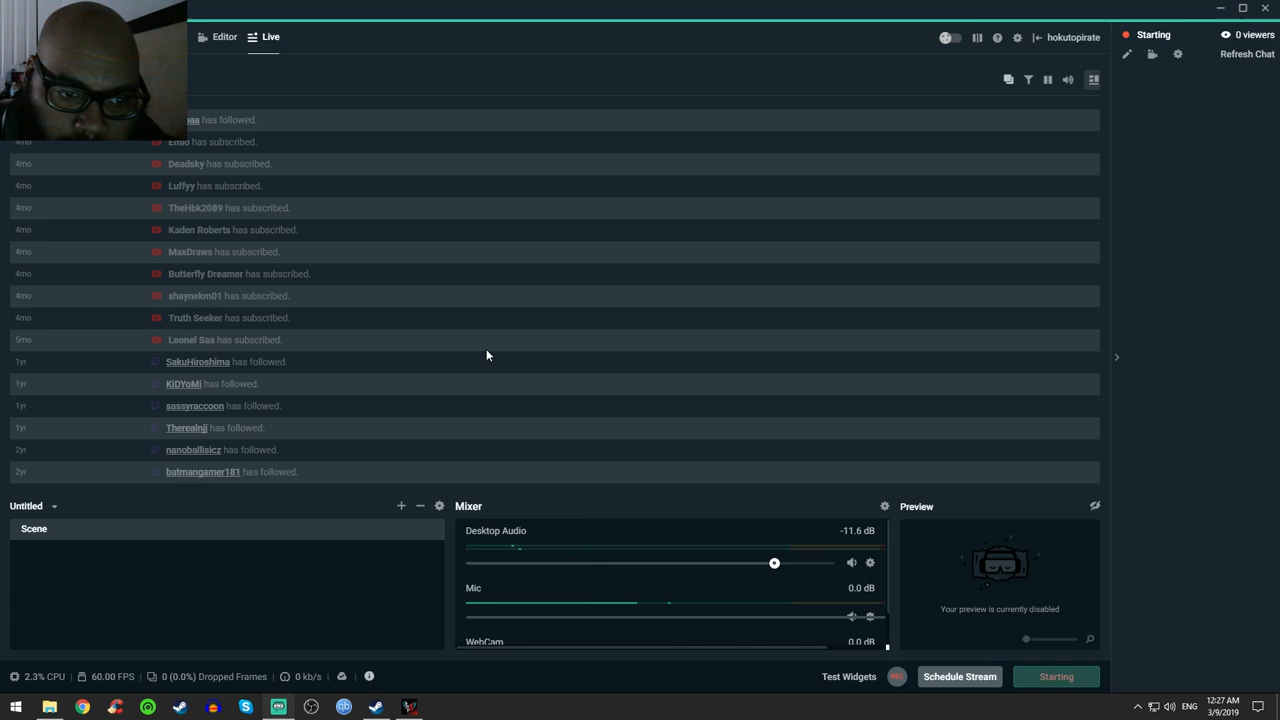 Editor Live hokutopirate Starting 0 viewers
Refresh Chat
has followed.
4mo Emio has subscribed.
4mo Deadsky has subscribed.
4mo Luffyy has subscribed.
4mo TheHbk2089 has subscribed.
4mo Kaden Roberts has subscribed.
4mo MaxDraws has subscribed.
4mo Butterfly Dreamer has subscribed.
4mo shaynekm01 has subscribed.
4mo Truth Seeker has subscribed.
5mo Leonel Saa has subscribed.
1yr SakuHiroshima has followed.
1yr KiDYoMi has followed.
1yr sassyraccoon has followed.
1yr Therealnjj has followed.
2yr nanoballisicz has followed.
2yr batmangamer181 has followed.
Untitled Mixer Preview
Scene
Desktop Audio -11.6 dB
Mic 0.0 dB
Your preview is currently disabled
WebCam 0.0 dB
2.3% CPU 60.00 FPS 0 (0.0%) Dropped Frames 0 kb/s Test Widgets REC Schedule Stream Starting
ENG 12:27 AM
3/9/2019